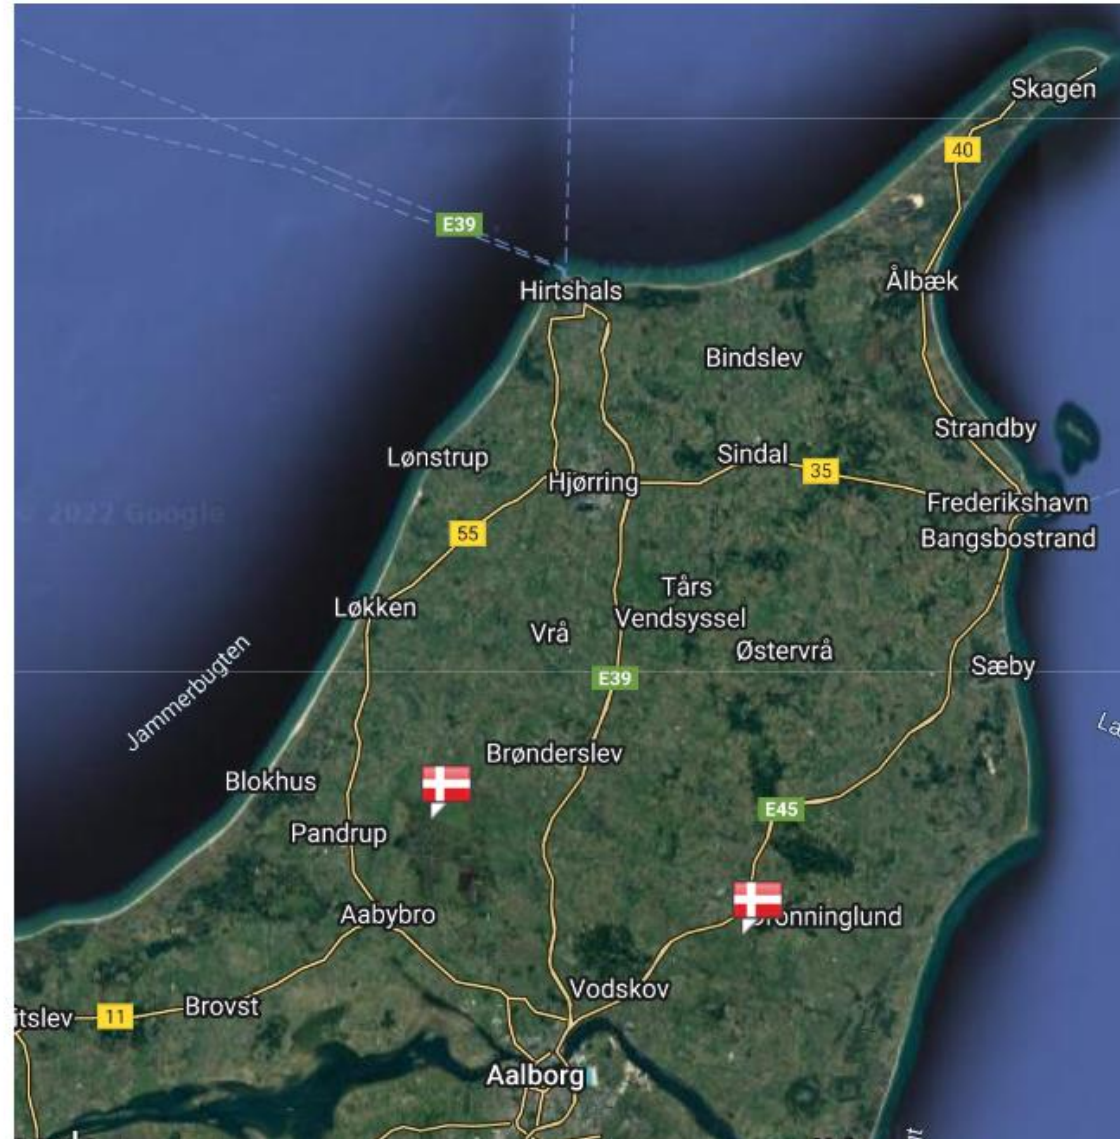 Skagen
40
E39
Ålbæk
Hirtshals
Bindslev
Strandby
Lønstrup
Sindal
35
Hjørring
Frederikshavn
2022 Google
55
Bangsbostrand
Tårs
Løkken
Vendsyssel
Vrå
Østervrå
Sæby
E39
Jammerbugten
Brønderslev
Blokhus
E45
Pandrup
Aabybro
Vodskov
Brovst
11
Aalborg